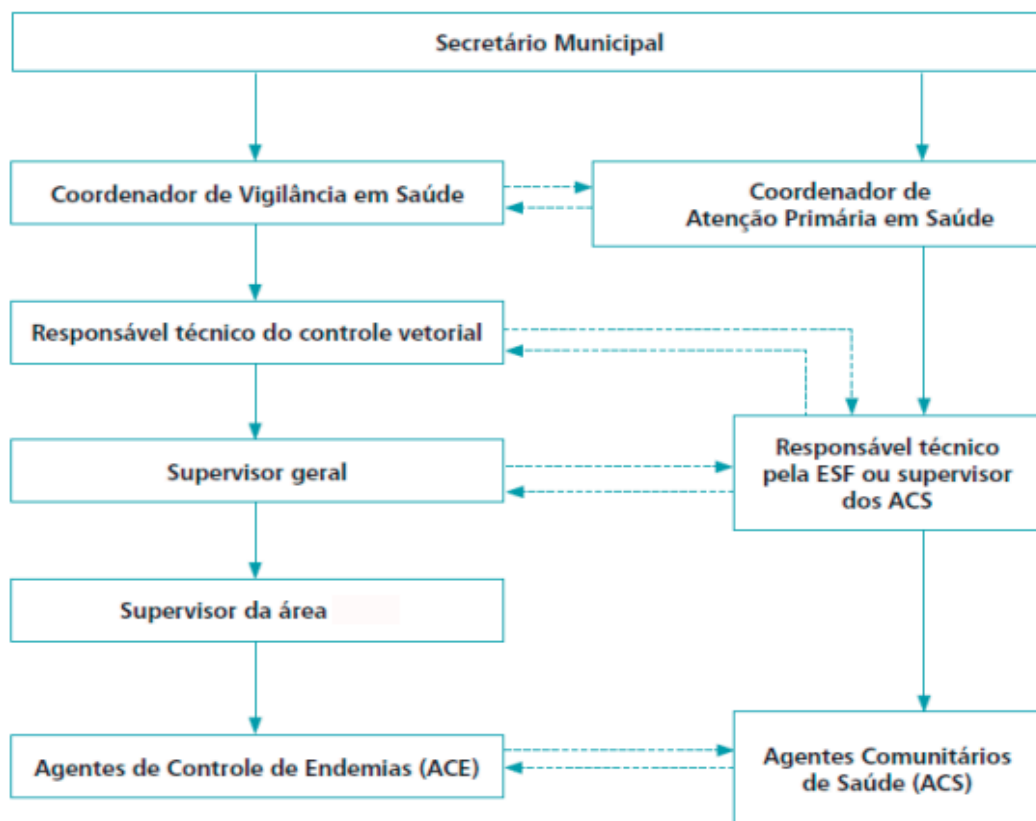 Secretário Municipal
Coordenador de Vigilância em Saúde
Coordenador de
Atenção Primária em Saúde
Responsável técnico do controle vetorial
Supervisor geral
Responsável técnico
pela ESF ou supervisor
dos ACS
Supervisor da área
Agentes de Controle de Endemias (ACE)
Agentes Comunitários
de Saúde (ACS)